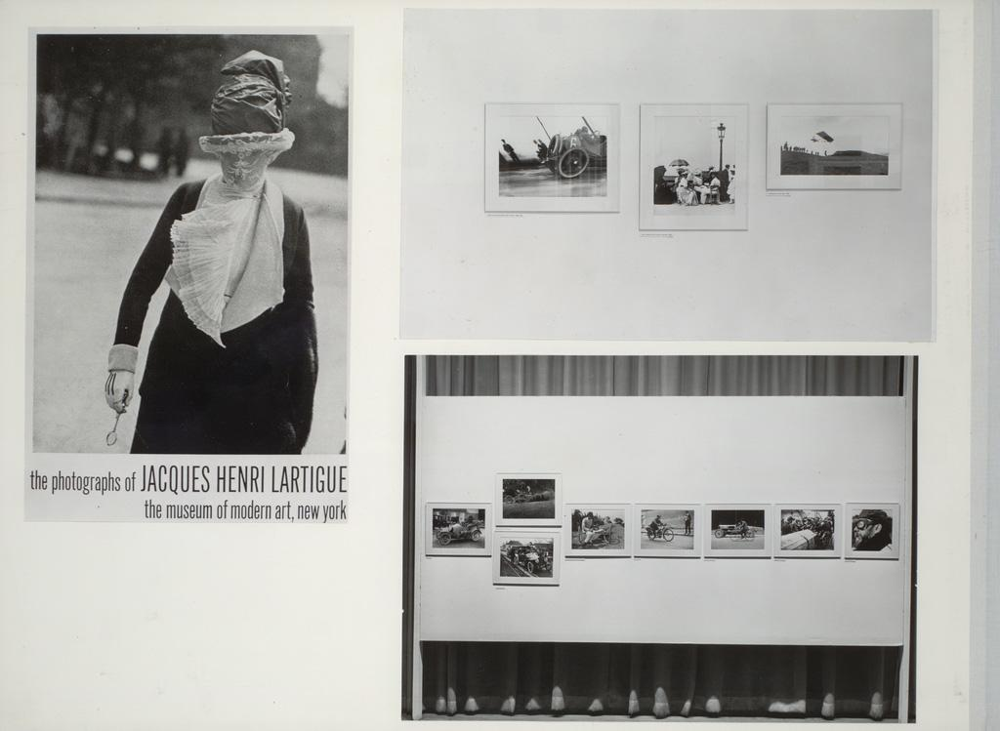 the photographs of JACQUES HENRI LARTIGUE
the museum of modern art, new york